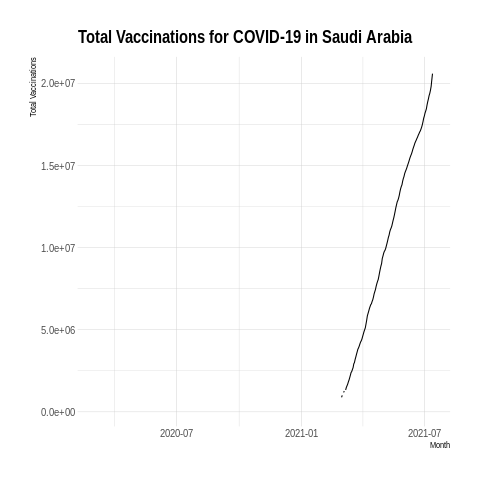 Total Vaccinations for COVID-19 in Saudi Arabia
Total Vaccinations
2.0e+07
1.5e+07
1.0e+07
5.0e+06
0.0e+00
2020-07 2021-01 2021-07
Month